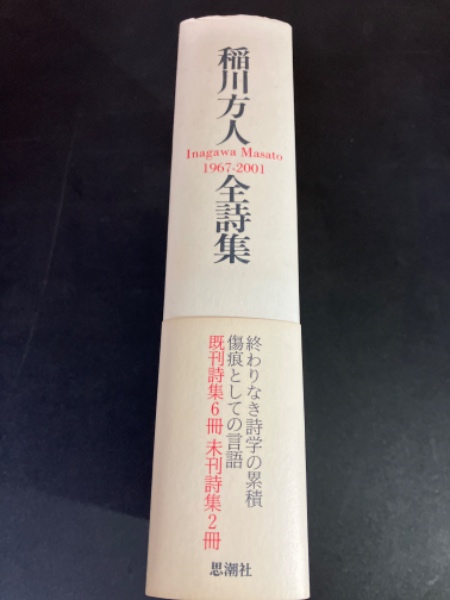 稲川方人全詩集
Inagawa Masato
1967-2001
終わりなき詩学の累積
傷痕としての言語
既刊詩集6冊 未刊詩集2冊
思潮社